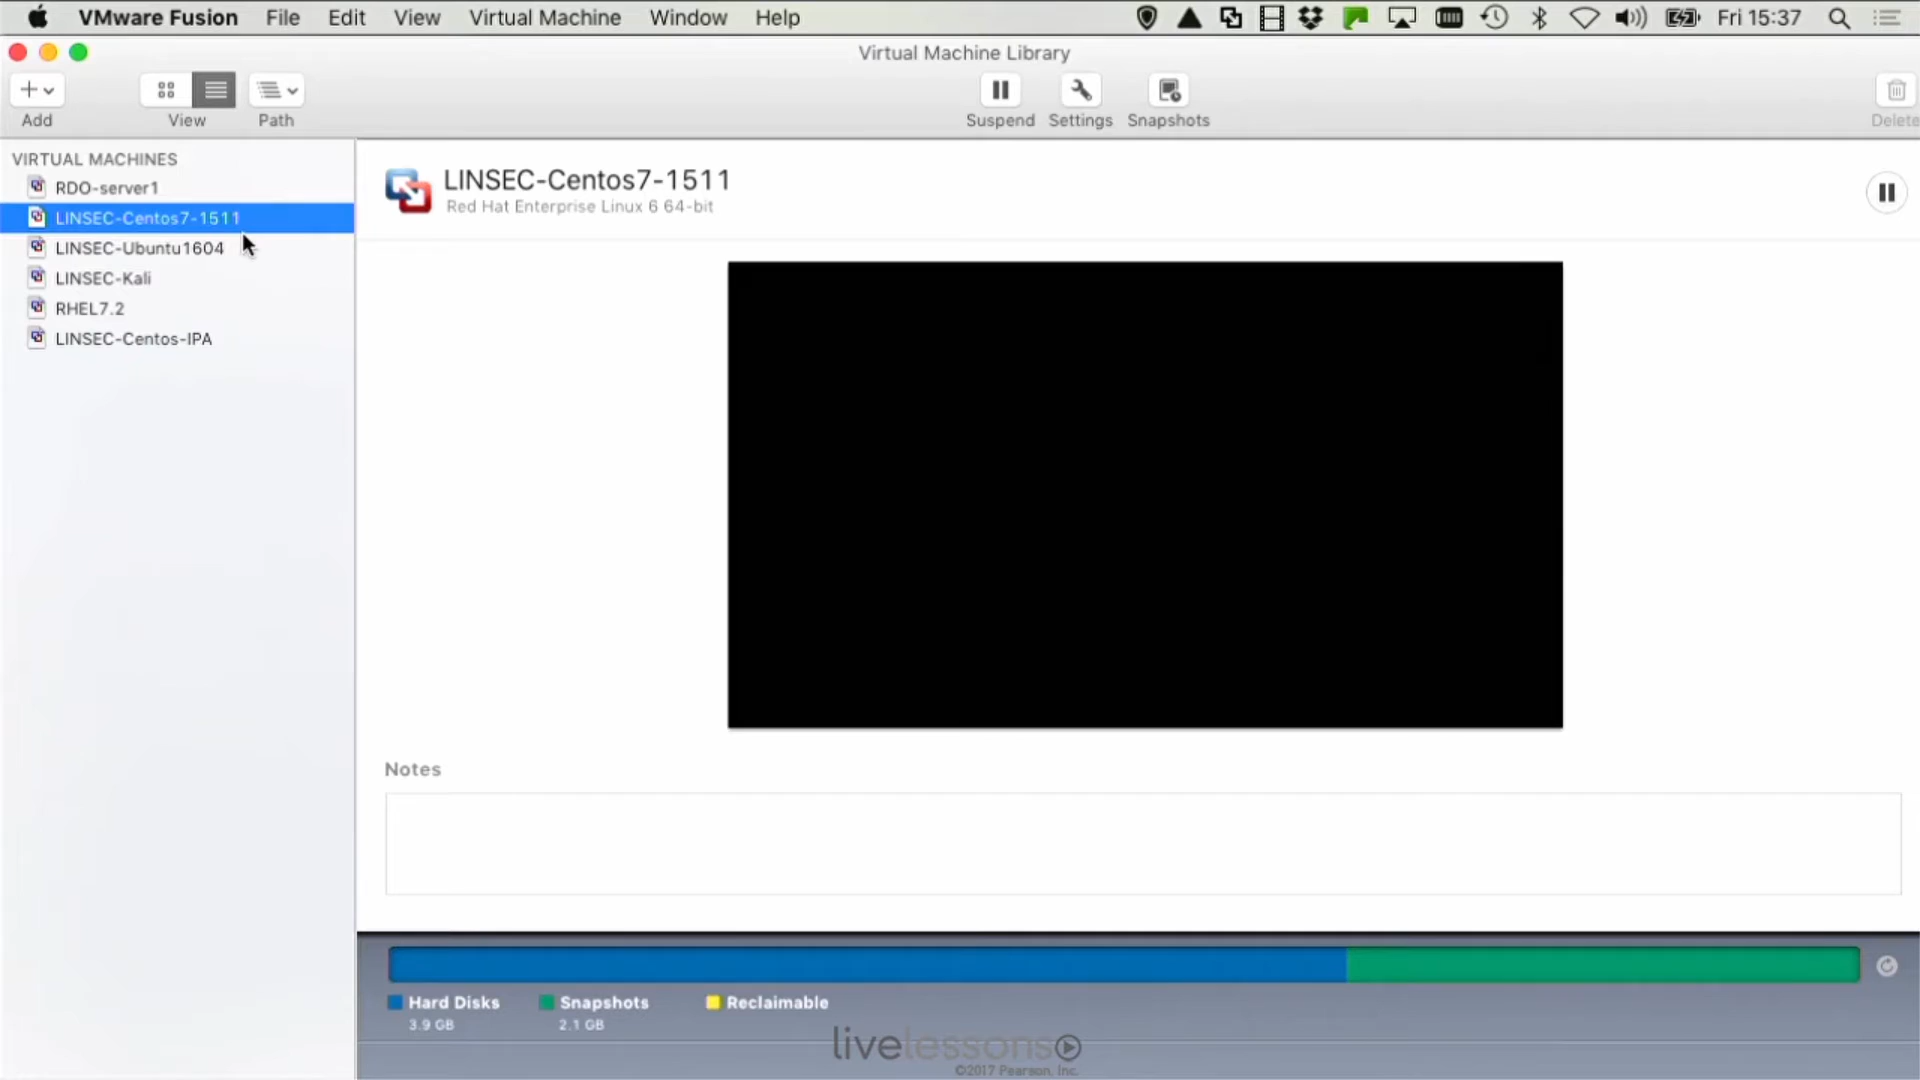 VMware Fusion File Edit View Virtual Machine Window Help Fri 15:37
Virtual Machine Library
Add View Path Suspend Settings Snapshots Delete
VIRTUAL MACHINES
RDO-server1
LINSEC-Centos7-1511
LINSEC-Ubuntu1604
LINSEC-Kali
RHEL7.2
LINSEC-Centos-IPA
LINSEC-Centos7-1511
Red Hat Enterprise Linux 6 64-bit
Notes
Hard Disks Snapshots Reclaimable
3.9 GB 2.1 GB
livelessons
©2017 Pearson, Inc.